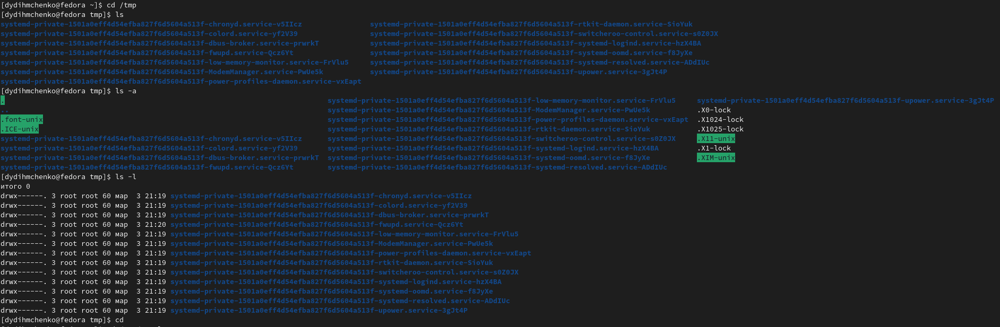 [dydihmchenko@fedora ~]$ cd /tmp
[dydihmchenko@fedora tmp]$ ls
systemd-private-1501a0eff4d54efba827f6d5604a513f-chronyd.service-v5IIcz systemd-private-1501a0eff4d54efba827f6d5604a513f-rtkit-daemon.service-SioYuk
systemd-private-1501a0eff4d54efba827f6d5604a513f-colord.service-yf2V39 systemd-private-1501a0eff4d54efba827f6d5604a513f-switcheroo-control.service-s0Z0JX
systemd-private-1501a0eff4d54efba827f6d5604a513f-dbus-broker.service-prwrkT systemd-private-1501a0eff4d54efba827f6d5604a513f-systemd-logind.service-hzX4BA
systemd-private-1501a0eff4d54efba827f6d5604a513f-fwupd.service-Qcz6Yt systemd-private-1501a0eff4d54efba827f6d5604a513f-systemd-oomd.service-f8JyXe
systemd-private-1501a0eff4d54efba827f6d5604a513f-low-memory-monitor.service-FrVlu5 systemd-private-1501a0eff4d54efba827f6d5604a513f-systemd-resolved.service-ADdIUc
systemd-private-1501a0eff4d54efba827f6d5604a513f-ModemManager.service-PwUe5k systemd-private-1501a0eff4d54efba827f6d5604a513f-upower.service-3gJt4P
systemd-private-1501a0eff4d54efba827f6d5604a513f-power-profiles-daemon.service-vxEapt
[dydihmchenko@fedora tmp]$ ls -a
. systemd-private-1501a0eff4d54efba827f6d5604a513f-low-memory-monitor.service-FrVlu5 systemd-private-1501a0eff4d54efba827f6d5604a513f-upower.service-3gJt4P
.. systemd-private-1501a0eff4d54efba827f6d5604a513f-ModemManager.service-PwUe5k .X0-lock
.font-unix systemd-private-1501a0eff4d54efba827f6d5604a513f-power-profiles-daemon.service-vxEapt .X1024-lock
.ICE-unix systemd-private-1501a0eff4d54efba827f6d5604a513f-rtkit-daemon.service-SioYuk .X1025-lock
systemd-private-1501a0eff4d54efba827f6d5604a513f-chronyd.service-v5IIcz systemd-private-1501a0eff4d54efba827f6d5604a513f-switcheroo-control.service-s0Z0JX .X11-unix
systemd-private-1501a0eff4d54efba827f6d5604a513f-colord.service-yf2V39 systemd-private-1501a0eff4d54efba827f6d5604a513f-systemd-logind.service-hzX4BA .X1-lock
systemd-private-1501a0eff4d54efba827f6d5604a513f-dbus-broker.service-prwrkT systemd-private-1501a0eff4d54efba827f6d5604a513f-systemd-oomd.service-f8JyXe .XIM-unix
systemd-private-1501a0eff4d54efba827f6d5604a513f-fwupd.service-Qcz6Yt systemd-private-1501a0eff4d54efba827f6d5604a513f-systemd-resolved.service-ADdIUc
[dydihmchenko@fedora tmp]$ ls -l
итого 0
drwx------. 3 root root 60 мар  3 21:19 systemd-private-1501a0eff4d54efba827f6d5604a513f-chronyd.service-v5IIcz
drwx------. 3 root root 60 мар  3 21:19 systemd-private-1501a0eff4d54efba827f6d5604a513f-colord.service-yf2V39
drwx------. 3 root root 60 мар  3 21:19 systemd-private-1501a0eff4d54efba827f6d5604a513f-dbus-broker.service-prwrkT
drwx------. 3 root root 60 мар  3 21:20 systemd-private-1501a0eff4d54efba827f6d5604a513f-fwupd.service-Qcz6Yt
drwx------. 3 root root 60 мар  3 21:19 systemd-private-1501a0eff4d54efba827f6d5604a513f-low-memory-monitor.service-FrVlu5
drwx------. 3 root root 60 мар  3 21:19 systemd-private-1501a0eff4d54efba827f6d5604a513f-ModemManager.service-PwUe5k
drwx------. 3 root root 60 мар  3 21:19 systemd-private-1501a0eff4d54efba827f6d5604a513f-power-profiles-daemon.service-vxEapt
drwx------. 3 root root 60 мар  3 21:19 systemd-private-1501a0eff4d54efba827f6d5604a513f-rtkit-daemon.service-SioYuk
drwx------. 3 root root 60 мар  3 21:19 systemd-private-1501a0eff4d54efba827f6d5604a513f-switcheroo-control.service-s0Z0JX
drwx------. 3 root root 60 мар  3 21:19 systemd-private-1501a0eff4d54efba827f6d5604a513f-systemd-logind.service-hzX4BA
drwx------. 3 root root 60 мар  3 21:19 systemd-private-1501a0eff4d54efba827f6d5604a513f-systemd-oomd.service-f8JyXe
drwx------. 3 root root 60 мар  3 21:19 systemd-private-1501a0eff4d54efba827f6d5604a513f-systemd-resolved.service-ADdIUc
drwx------. 3 root root 60 мар  3 21:19 systemd-private-1501a0eff4d54efba827f6d5604a513f-upower.service-3gJt4P
[dydihmchenko@fedora tmp]$ cd